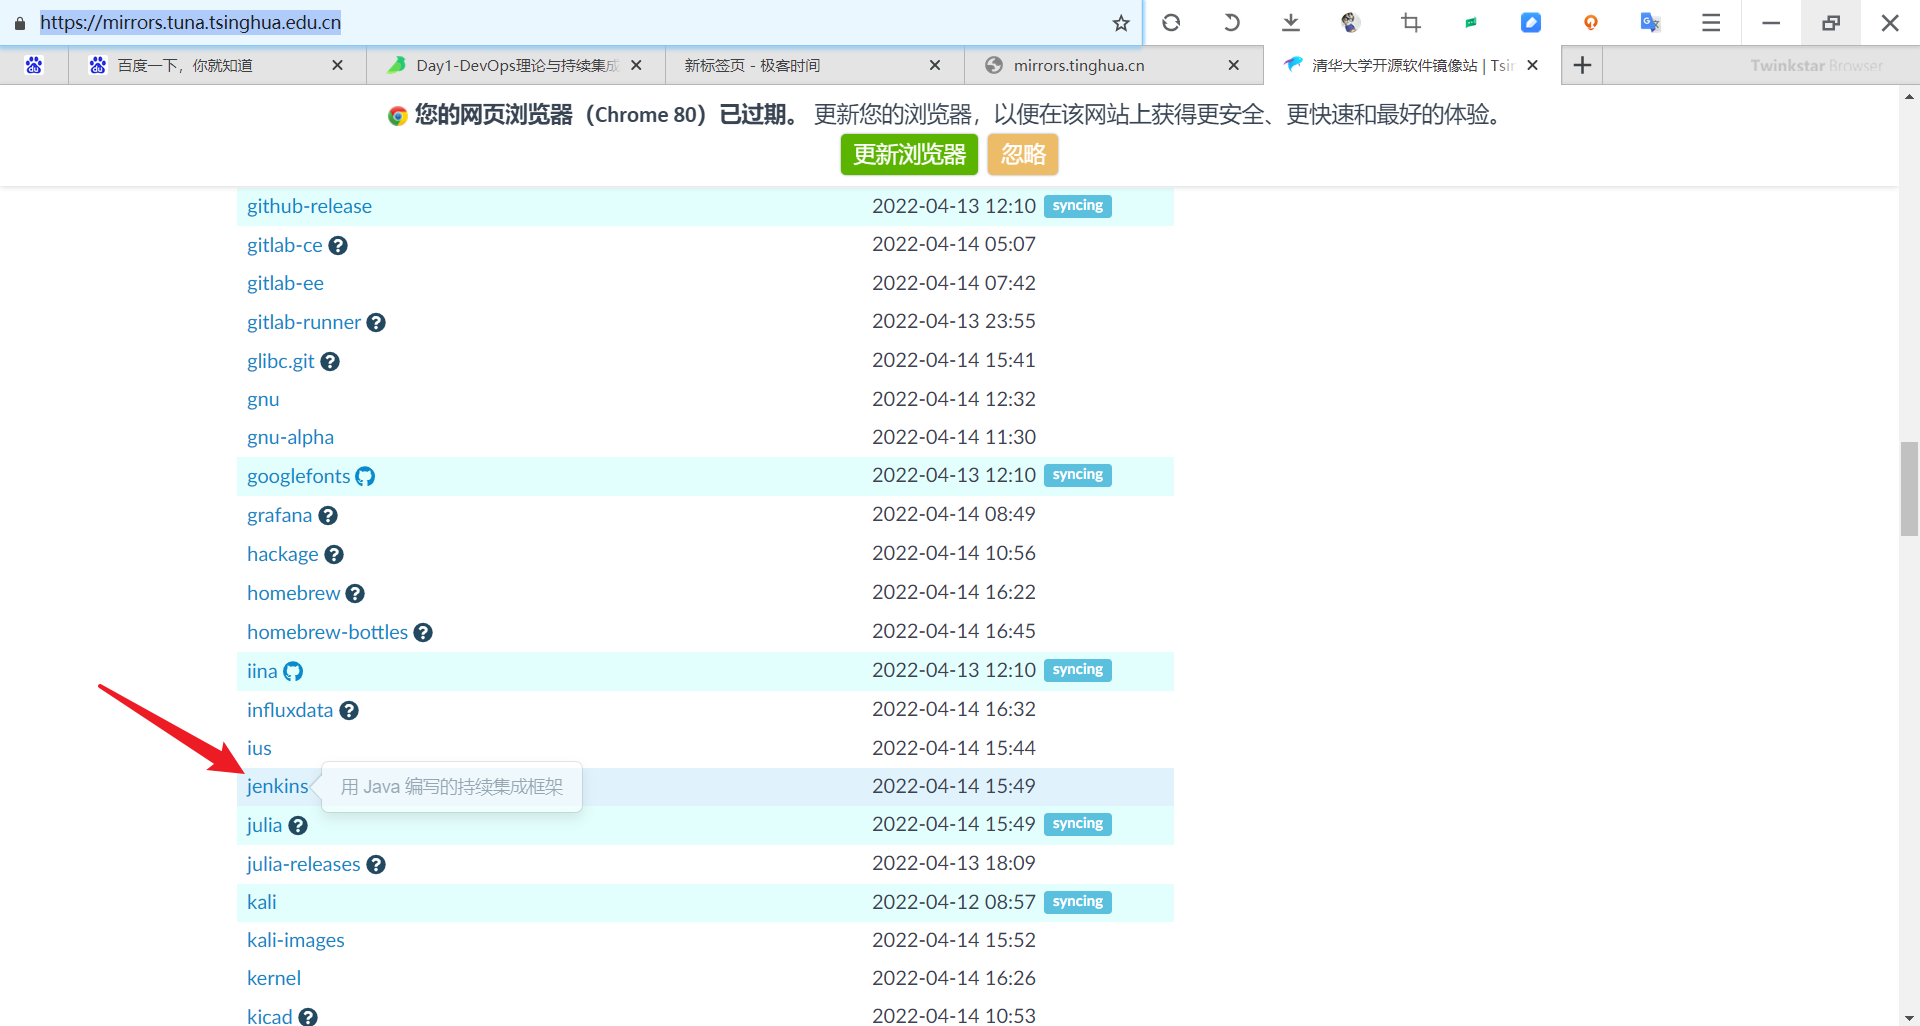 https://mirrors.tuna.tsinghua.edu.cn
百度一下，你就知道
Day1-DevOps理论与持续集成
新标签页 - 极客时间
mirrors.tinghua.cn
清华大学开源软件镜像站 | Tsin
Twinkstar Browser
您的网页浏览器（Chrome 80）已过期。 更新您的浏览器，以便在该网站上获得更安全、更快速和最好的体验。
更新浏览器 忽略
github-release 2022-04-13 12:10 syncing
gitlab-ce 2022-04-14 05:07
gitlab-ee 2022-04-14 07:42
gitlab-runner 2022-04-13 23:55
glibc.git 2022-04-14 15:41
gnu 2022-04-14 12:32
gnu-alpha 2022-04-14 11:30
googlefonts 2022-04-13 12:10 syncing
grafana 2022-04-14 08:49
hackage 2022-04-14 10:56
homebrew 2022-04-14 16:22
homebrew-bottles 2022-04-14 16:45
iina 2022-04-13 12:10 syncing
influxdata 2022-04-14 16:32
ius 2022-04-14 15:44
jenkins 用 Java 编写的持续集成框架 2022-04-14 15:49
julia 2022-04-14 15:49 syncing
julia-releases 2022-04-13 18:09
kali 2022-04-12 08:57 syncing
kali-images 2022-04-14 15:52
kernel 2022-04-14 16:26
kicad 2022-04-14 10:53